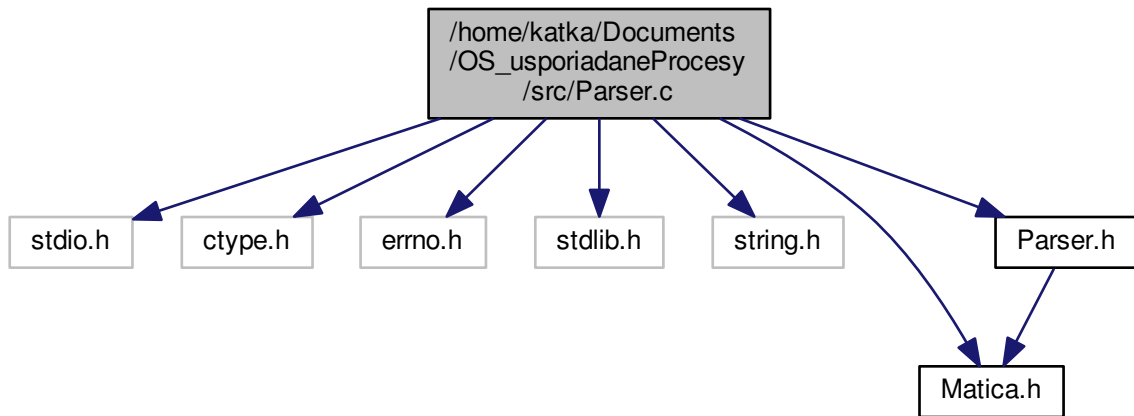 /home/katka/Documents
/OS_usporiadaneProcesy
/src/Parser.c
stdio.h
ctype.h
errno.h
stdlib.h
string.h
Parser.h
Matica.h